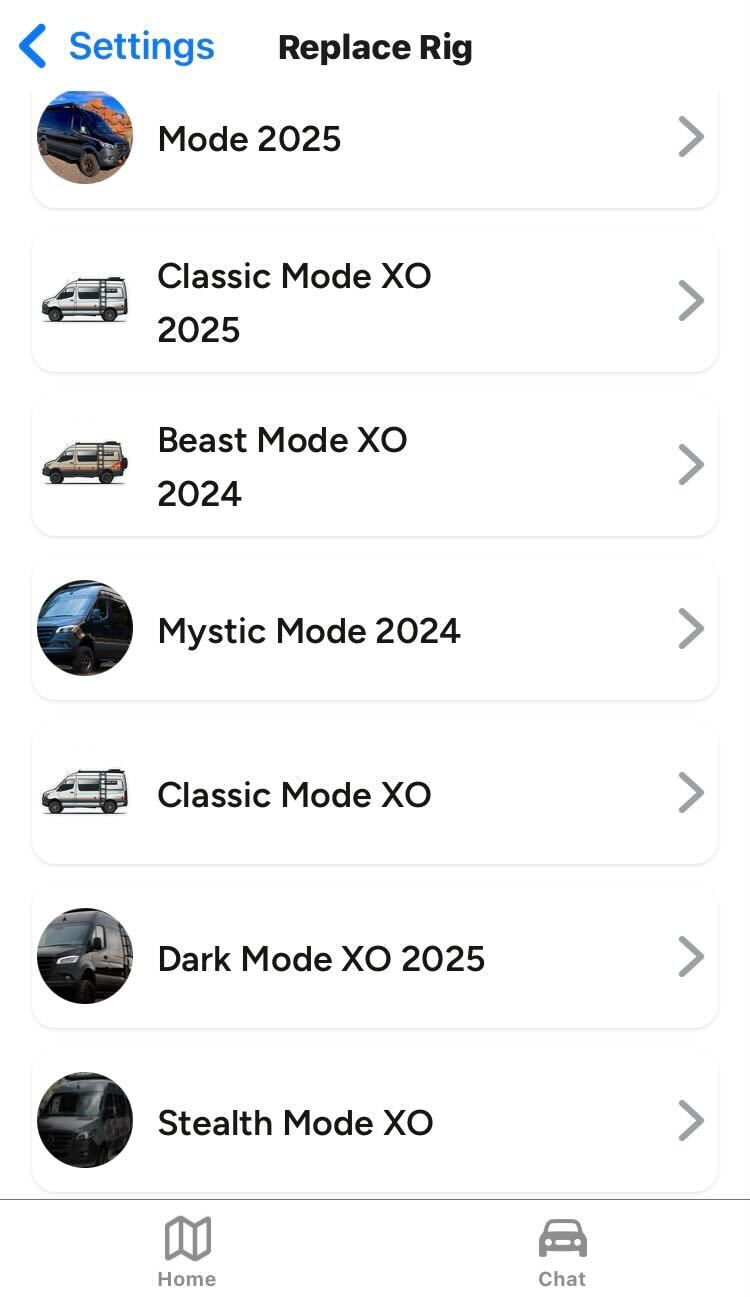 Settings
Replace Rig
Mode 2025
Classic Mode XO
2025
Beast Mode XO
2024
Mystic Mode 2024
Classic Mode XO
Dark Mode XO 2025
Stealth Mode XO
Home
Chat